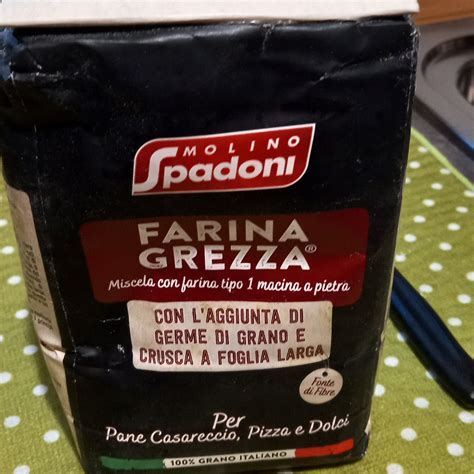 MOLINO
Spadoni
FARINA
GREZZA®
Miscela con farina tipo 1 macina a pietra
CON L'AGGIUNTA DI
GERME DI GRANO E
CRUSCA A FOGLIA LARGA
Fonte
di Fibre
Per
Pane Casareccio, Pizza e Dolci
100% GRANO ITALIANO